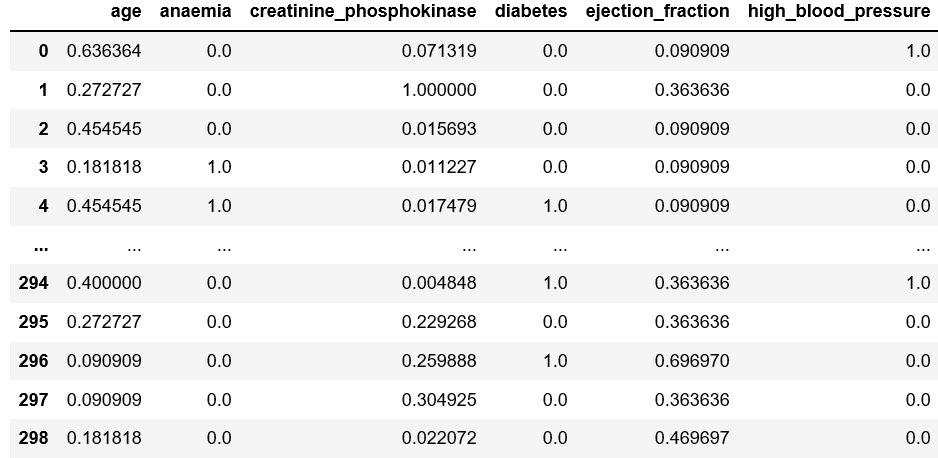 age anaemia creatinine_phosphokinase diabetes ejection_fraction high_blood_pressure
0 0.636364 0.0 0.071319 0.0 0.090909 1.0
1 0.272727 0.0 1.000000 0.0 0.363636 0.0
2 0.454545 0.0 0.015693 0.0 0.090909 0.0
3 0.181818 1.0 0.011227 0.0 0.090909 0.0
4 0.454545 1.0 0.017479 1.0 0.090909 0.0
... ... ... ... ... ... ...
294 0.400000 0.0 0.004848 1.0 0.363636 1.0
295 0.272727 0.0 0.229268 0.0 0.363636 0.0
296 0.090909 0.0 0.259888 1.0 0.696970 0.0
297 0.090909 0.0 0.304925 0.0 0.363636 0.0
298 0.181818 0.0 0.022072 0.0 0.469697 0.0